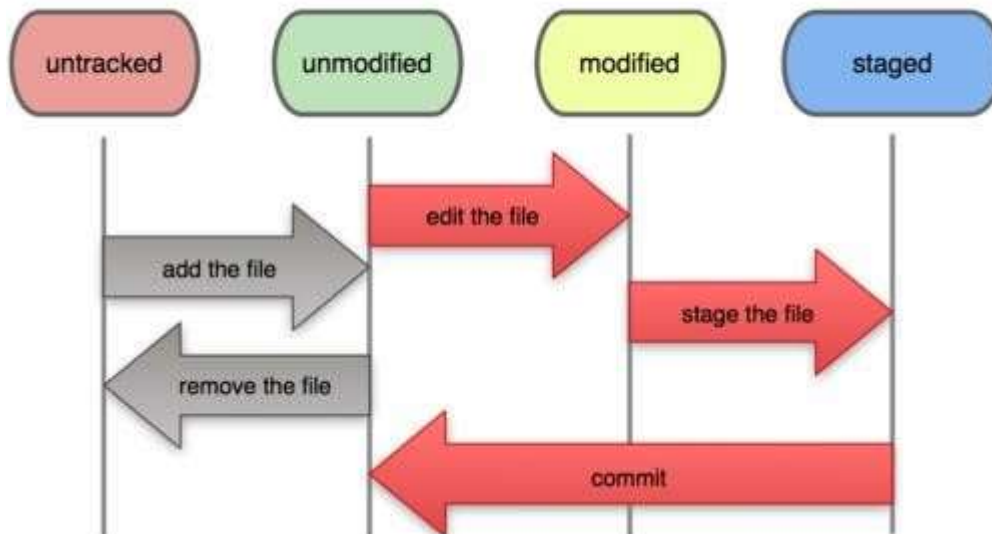 untracked
unmodified
modified
staged
edit the file
add the file
stage the file
remove the file
commit